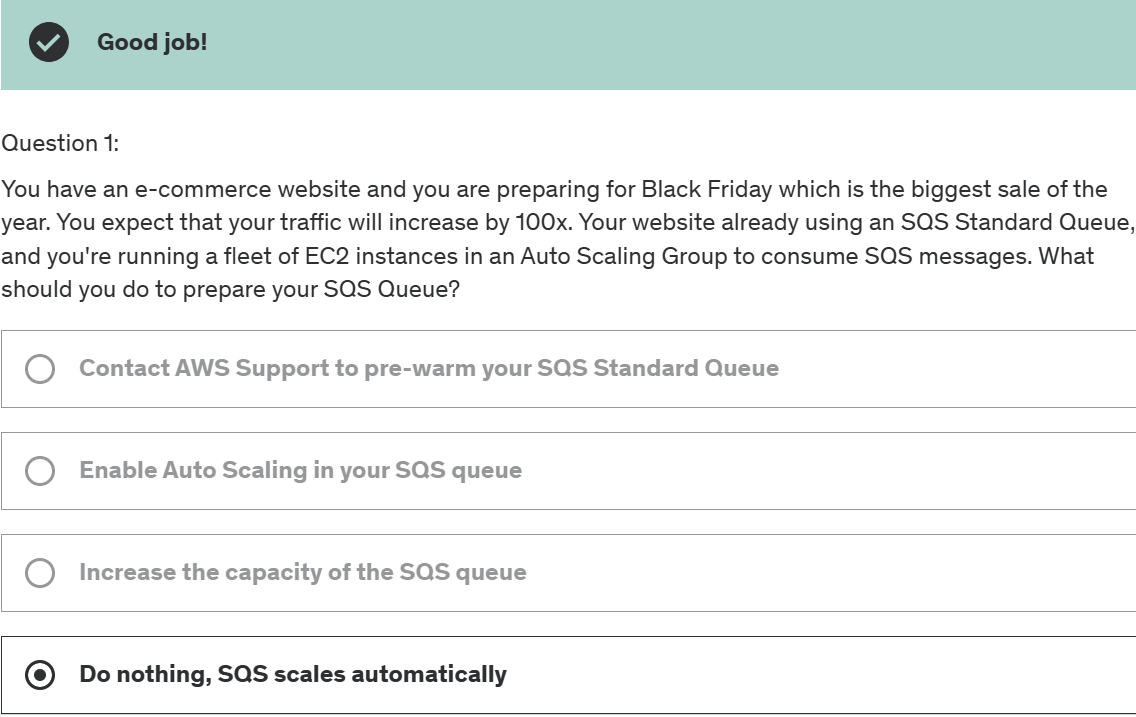 Good job!
Question 1:
You have an e-commerce website and you are preparing for Black Friday which is the biggest sale of the
year. You expect that your traffic will increase by 100x. Your website already using an SQS Standard Queue,
and you're running a fleet of EC2 instances in an Auto Scaling Group to consume SQS messages. What
should you do to prepare your SQS Queue?
Contact AWS Support to pre-warm your SQS Standard Queue
Enable Auto Scaling in your SQS queue
Increase the capacity of the SQS queue
Do nothing, SQS scales automatically